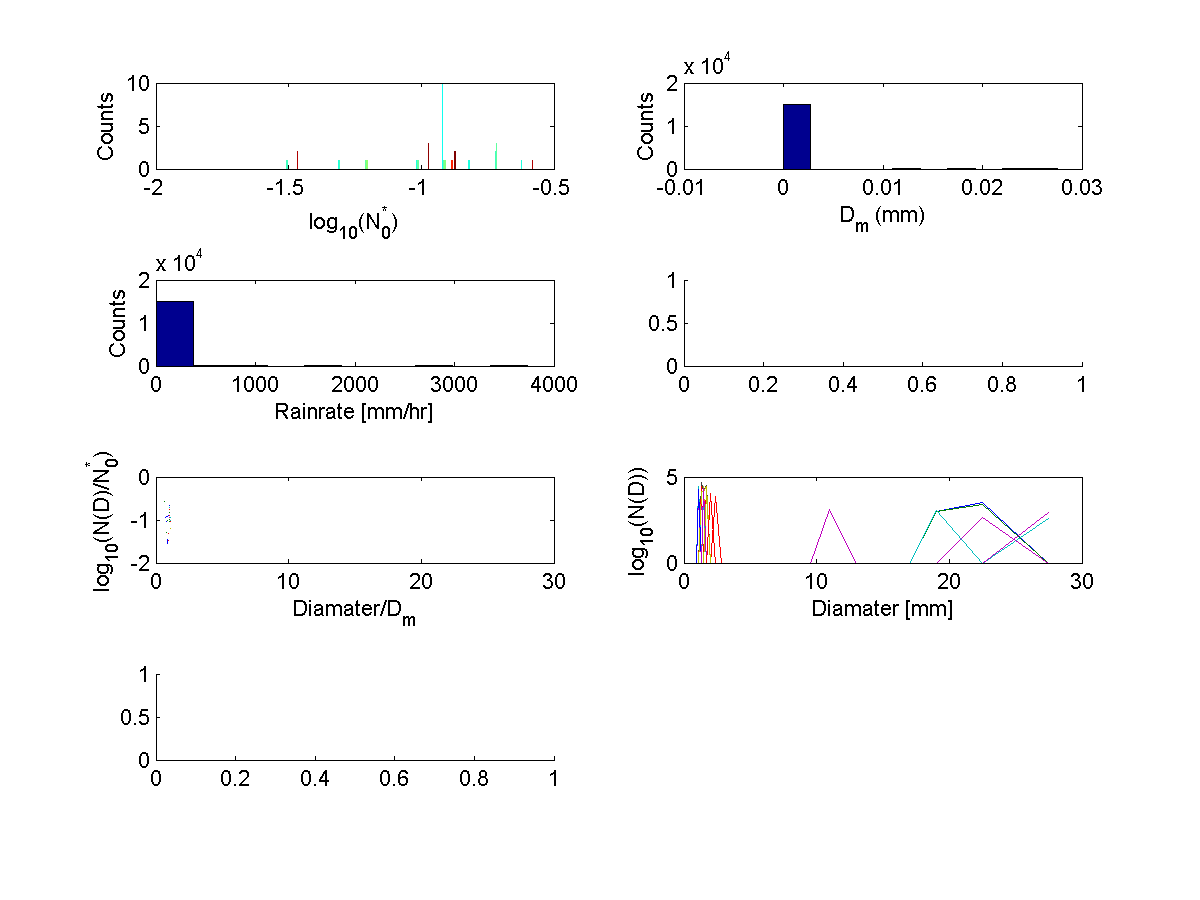 10
5
0
Counts
-2 -1.5 -1 -0.5
log10(N0*)
x 10^4
2
1
0
Counts
-0.01 0 0.01 0.02 0.03
Dm (mm)
x 10^4
2
1
0
Counts
0 1000 2000 3000 4000
Rainrate [mm/hr]
1
0.5
0
0 0.2 0.4 0.6 0.8 1
0
-1
-2
log10(N(D)/N0*)
0 10 20 30
Diamater/Dm
5
0
log10(N(D))
0 10 20 30
Diamater [mm]
1
0.5
0
0 0.2 0.4 0.6 0.8 1